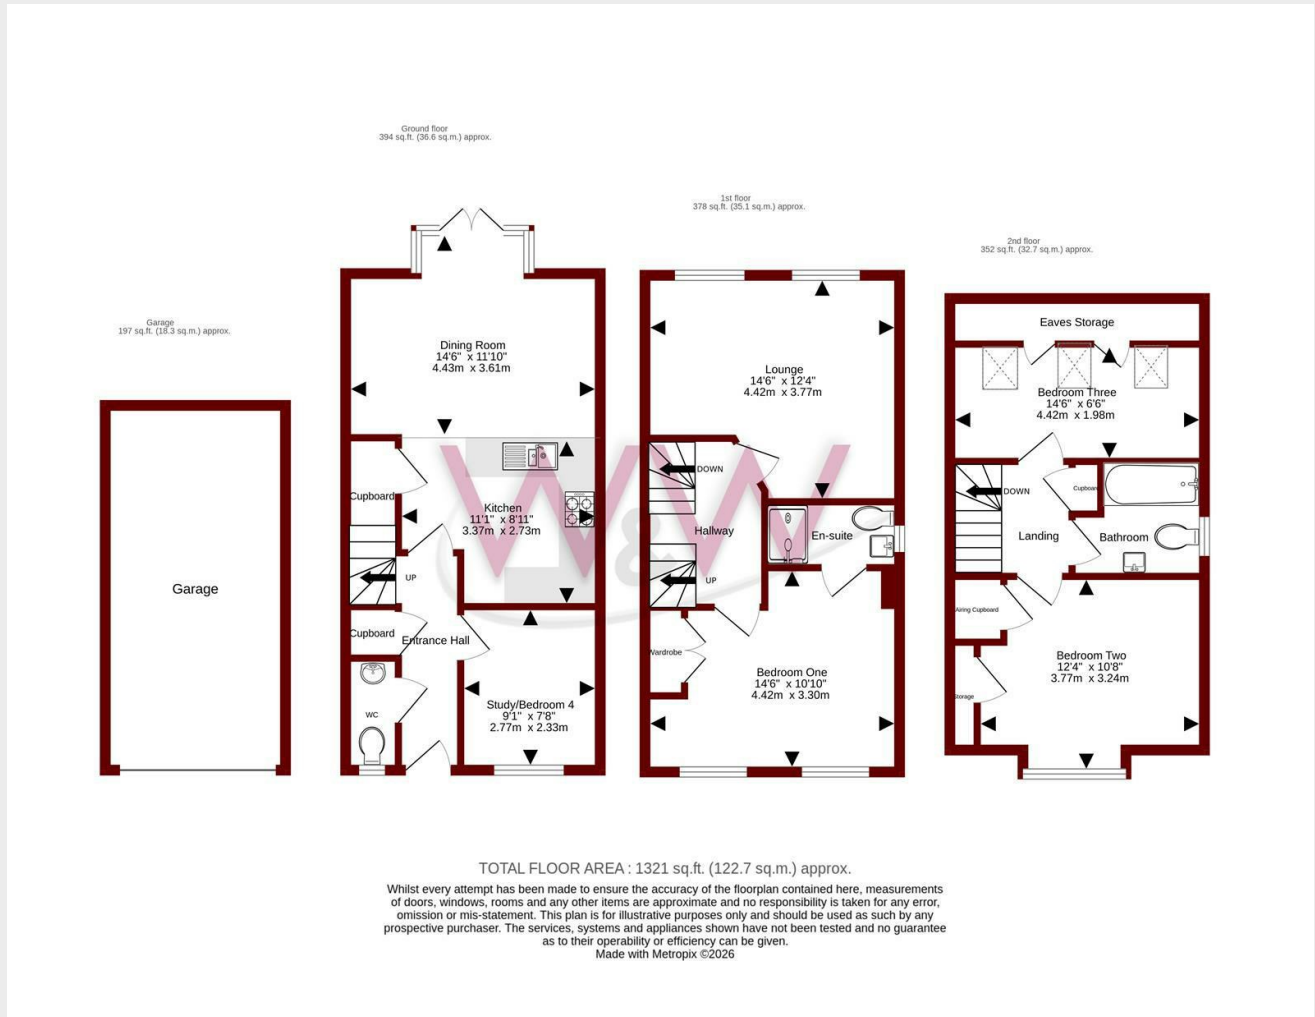 Ground floor
394 sq.ft. (36.6 sq.m.) approx.
1st floor
378 sq.ft. (35.1 sq.m.) approx.
2nd floor
352 sq.ft. (32.7 sq.m.) approx.
Garage
197 sq.ft. (18.3 sq.m.) approx.
Garage
Dining Room
14'6" x 11'10"
4.43m x 3.61m
Cupboard
Kitchen
11'1" x 8'11"
3.37m x 2.73m
UP
Cupboard
Entrance Hall
WC
Study/Bedroom 4
9'1" x 7'8"
2.77m x 2.33m
Lounge
14'6" x 12'4"
4.42m x 3.77m
DOWN
Hallway
En-suite
UP
Wardrobe
Bedroom One
14'6" x 10'10"
4.42m x 3.30m
Eaves Storage
Bedroom Three
14'6" x 6'6"
4.42m x 1.98m
DOWN
Cupboard
Landing
Bathroom
Airing Cupboard
Bedroom Two
12'4" x 10'8"
3.77m x 3.24m
Storage
W&W
TOTAL FLOOR AREA : 1321 sq.ft. (122.7 sq.m.) approx.
Whilst every attempt has been made to ensure the accuracy of the floorplan contained here, measurements
of doors, windows, rooms and any other items are approximate and no responsibility is taken for any error,
omission or mis-statement. This plan is for illustrative purposes only and should be used as such by any
prospective purchaser. The services, systems and appliances shown have not been tested and no guarantee
as to their operability or efficiency can be given.
Made with Metropix ©2026